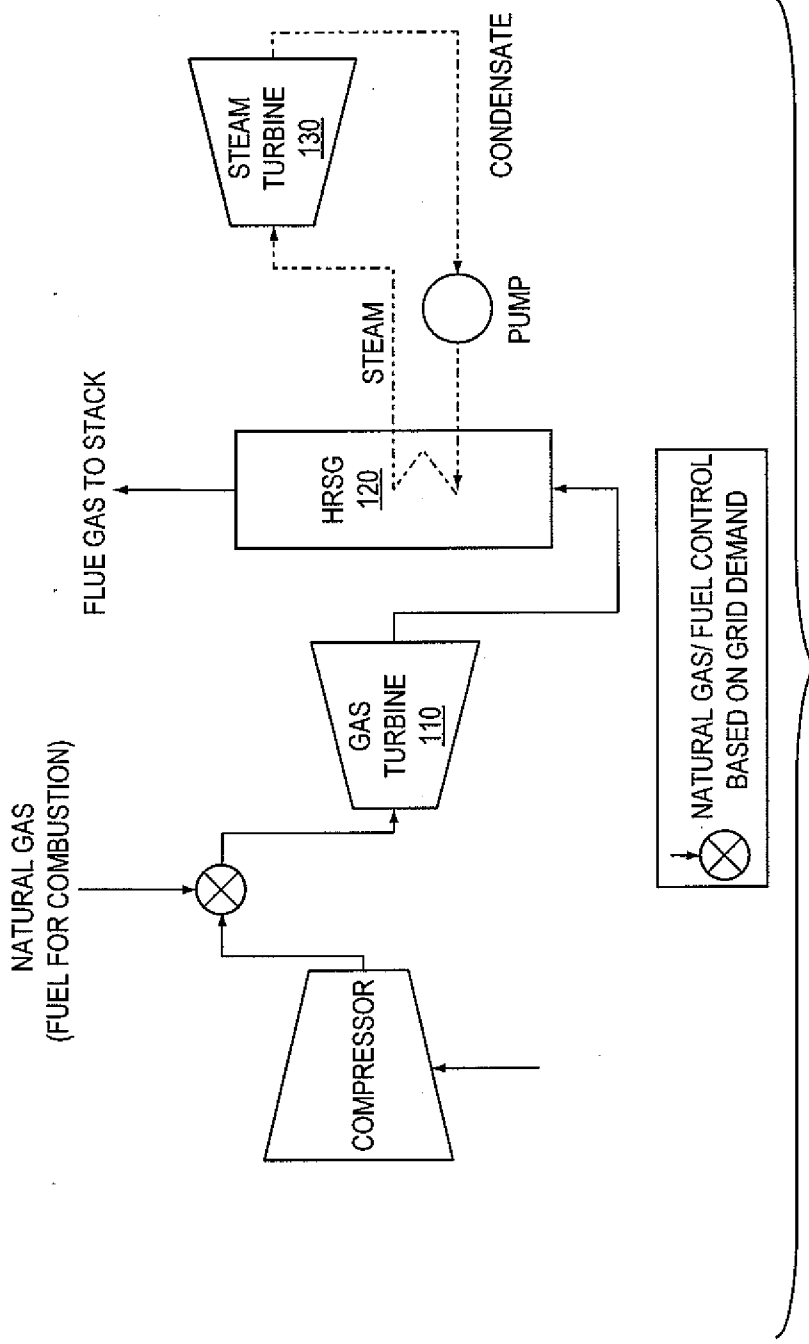 NATURAL GAS
(FUEL FOR COMBUSTION)
FLUE GAS TO STACK
COMPRESSOR
GAS
TURBINE
110
HRSG
120
STEAM
STEAM
TURBINE
130
PUMP
CONDENSATE
NATURAL GAS/ FUEL CONTROL
BASED ON GRID DEMAND